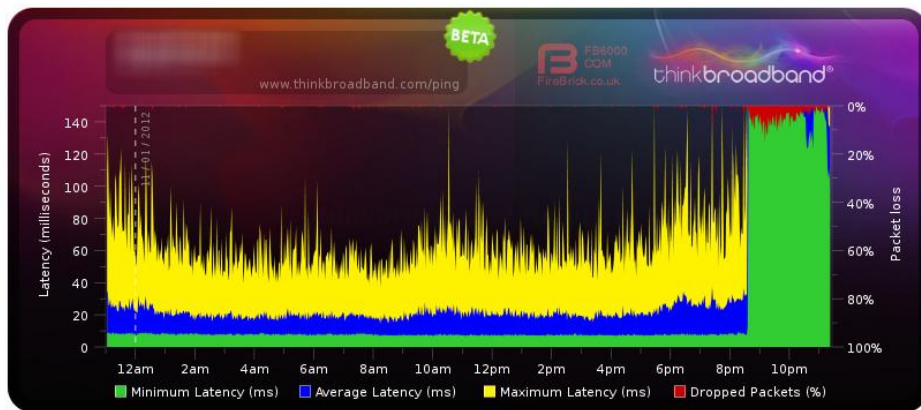 BETA
FB6000
.COM
FireBrick.co.uk
thinkbroadband®
www.thinkbroadband.com/ping
11/01/2012
Latency (milliseconds)
140
120
100
80
60
40
20
0
0%
20%
40%
60%
80%
100%
Packet loss
12am 2am 4am 6am 8am 10am 12pm 2pm 4pm 6pm 8pm 10pm
Minimum Latency (ms) Average Latency (ms) Maximum Latency (ms) Dropped Packets (%)